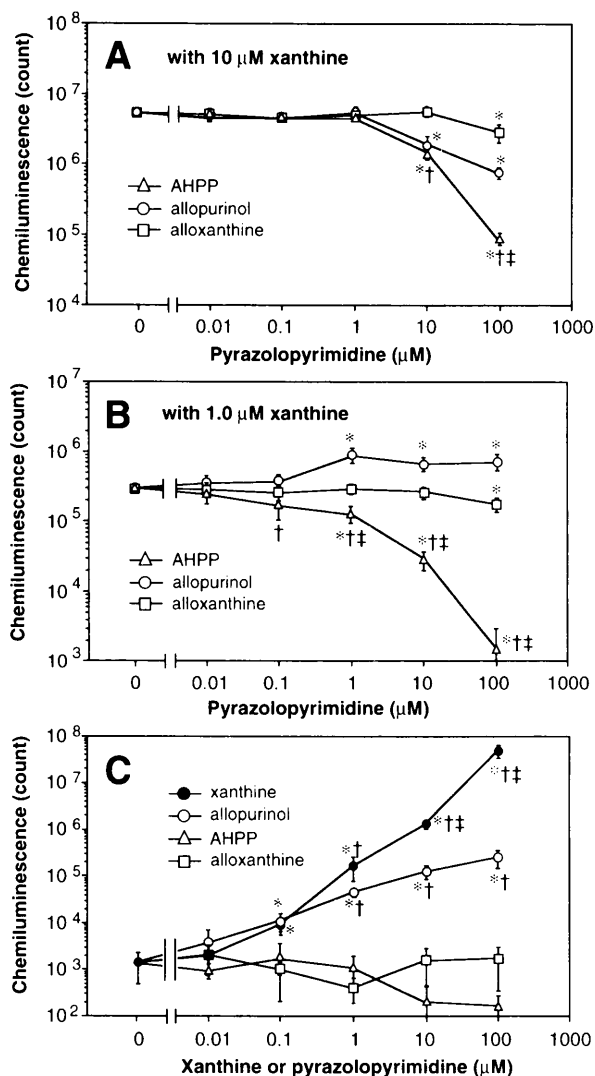 A
with 10 μM xanthine
Chemiluminescence (count)
10^8
10^7
10^6
10^5
10^4
*
*
*
*†
*†‡
AHPP
allopurinol
alloxanthine
0
0.01
0.1
1
10
100
1000
Pyrazolopyrimidine (μM)
B
with 1.0 μM xanthine
Chemiluminescence (count)
10^7
10^6
10^5
10^4
10^3
*
*
*
*
†
*†‡
*†‡
*†‡
AHPP
allopurinol
alloxanthine
0
0.01
0.1
1
10
100
1000
Pyrazolopyrimidine (μM)
C
Chemiluminescence (count)
10^8
10^7
10^6
10^5
10^4
10^3
10^2
xanthine
allopurinol
AHPP
alloxanthine
*†‡
*†‡
*†
*
*
*†
*†
*†
0
0.01
0.1
1
10
100
1000
Xanthine or pyrazolopyrimidine (μM)